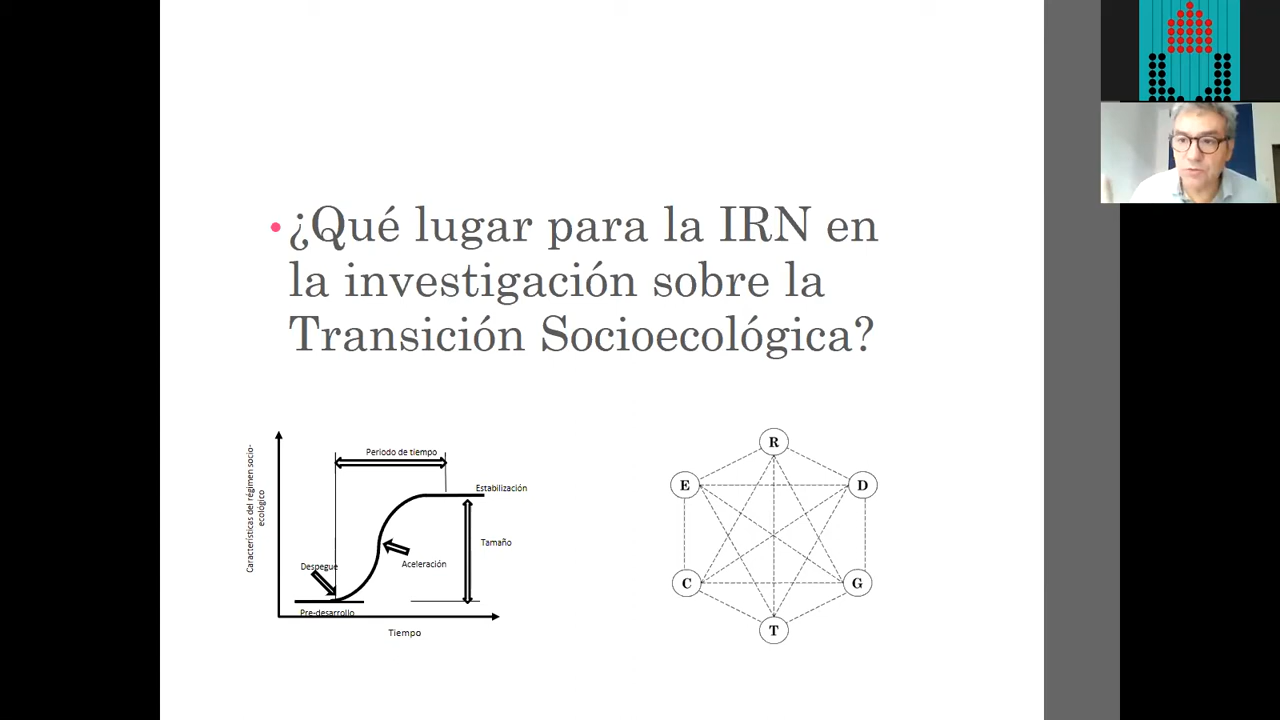 • ¿Qué lugar para la IRN en
la investigación sobre la
Transición Socioecológica?
Características del régimen socio-
ecológico
Periodo de tiempo
Estabilización
Tamaño
Despegue
Aceleración
Pre-desarrollo
Tiempo
R
E
D
C
G
T